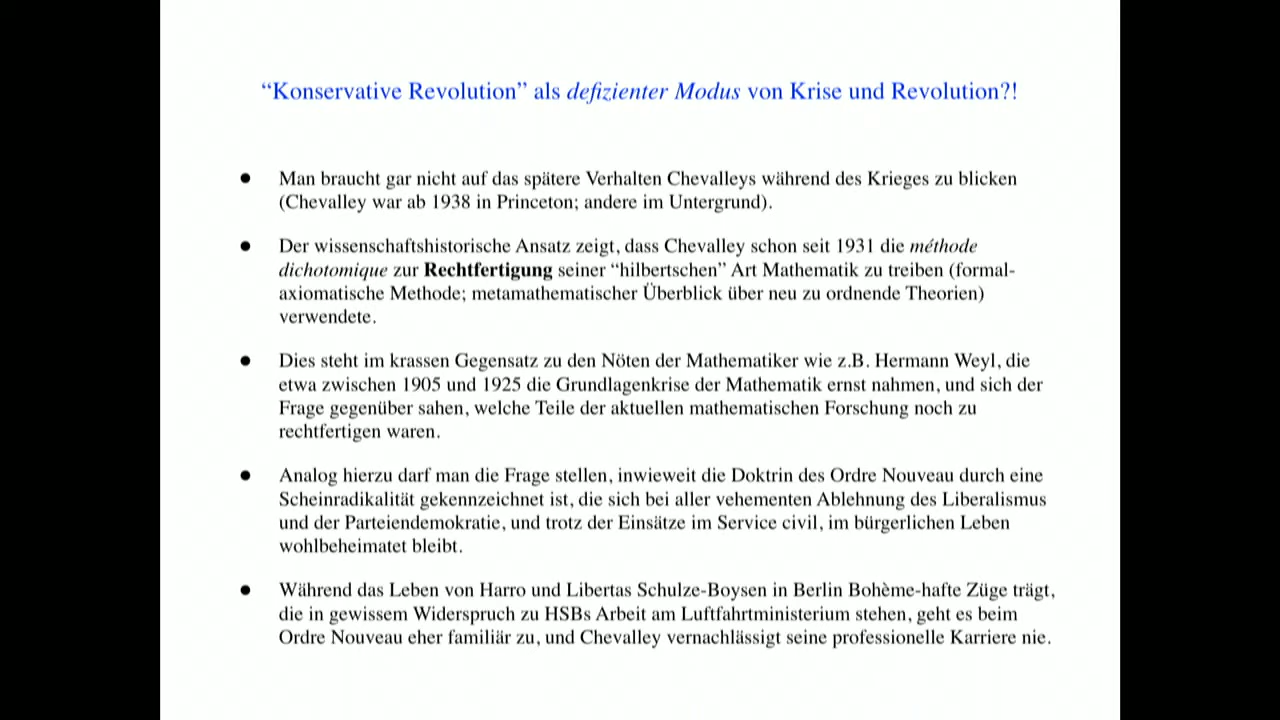 “Konservative Revolution” als defizienter Modus von Krise und Revolution?!
● Man braucht gar nicht auf das spätere Verhalten Chevalleys während des Krieges zu blicken
(Chevalley war ab 1938 in Princeton; andere im Untergrund).
● Der wissenschaftshistorische Ansatz zeigt, dass Chevalley schon seit 1931 die méthode
dichotomique zur Rechtfertigung seiner “hilbertschen” Art Mathematik zu treiben (formal-
axiomatische Methode; metamathematischer Überblick über neu zu ordnende Theorien)
verwendete.
● Dies steht im krassen Gegensatz zu den Nöten der Mathematiker wie z.B. Hermann Weyl, die
etwa zwischen 1905 und 1925 die Grundlagenkrise der Mathematik ernst nahmen, und sich der
Frage gegenüber sahen, welche Teile der aktuellen mathematischen Forschung noch zu
rechtfertigen waren.
● Analog hierzu darf man die Frage stellen, inwieweit die Doktrin des Ordre Nouveau durch eine
Scheinradikalität gekennzeichnet ist, die sich bei aller vehementen Ablehnung des Liberalismus
und der Parteiendemokratie, und trotz der Einsätze im Service civil, im bürgerlichen Leben
wohlbeheimatet bleibt.
● Während das Leben von Harro und Libertas Schulze-Boysen in Berlin Bohème-hafte Züge trägt,
die in gewissem Widerspruch zu HSBs Arbeit am Luftfahrtministerium stehen, geht es beim
Ordre Nouveau eher familiär zu, und Chevalley vernachlässigt seine professionelle Karriere nie.